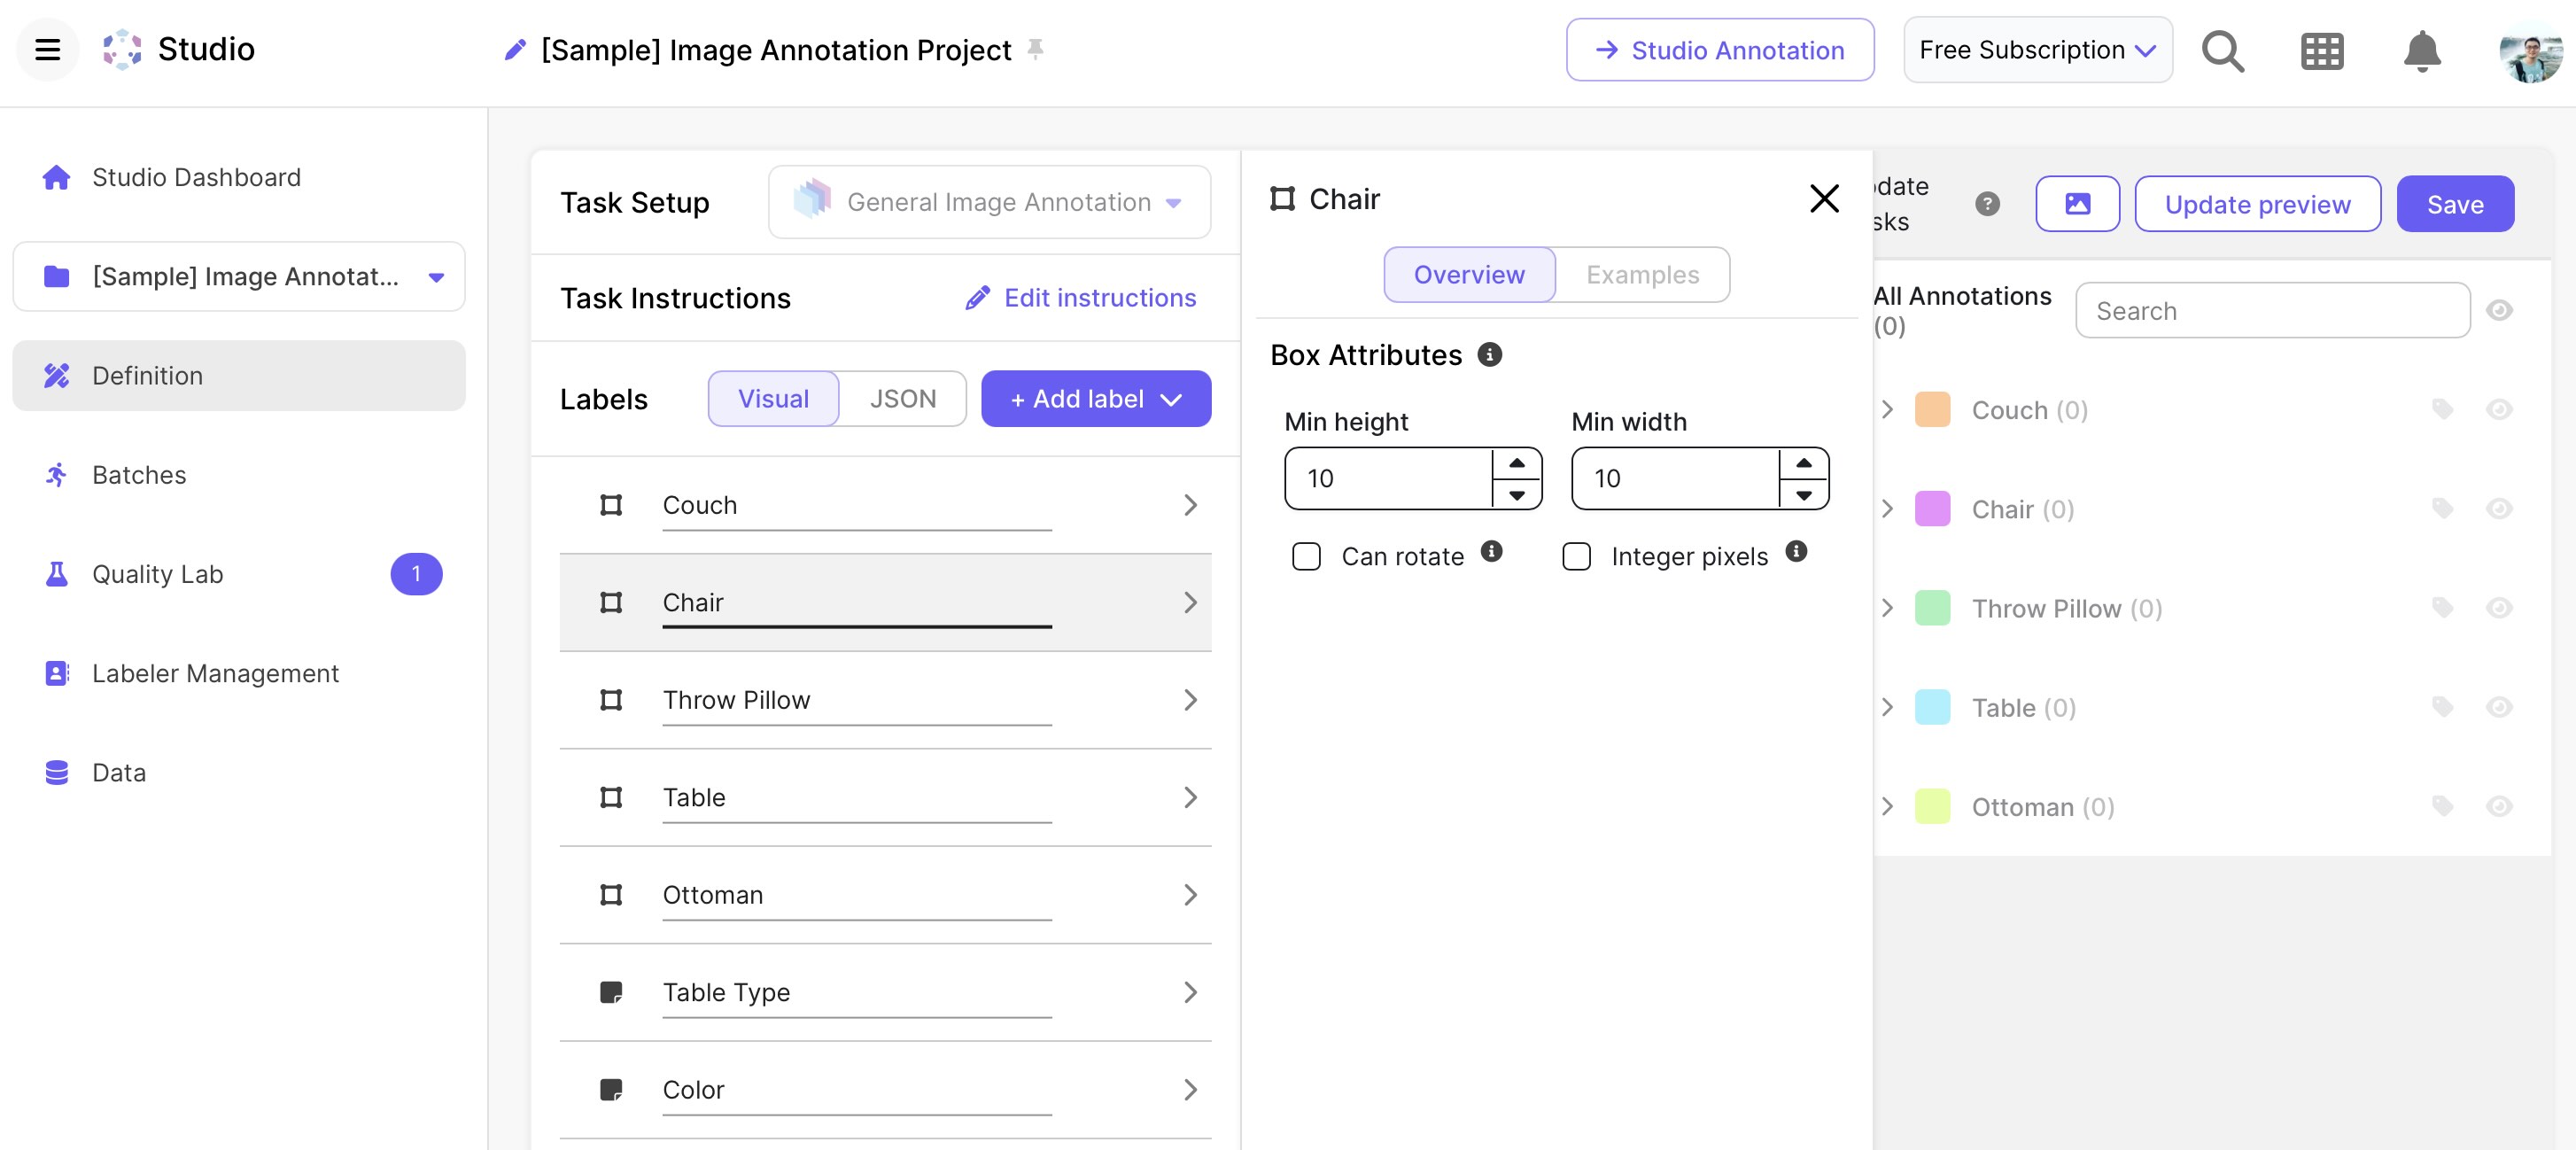 Studio
[Sample] Image Annotation Project
Studio Annotation
Free Subscription
Studio Dashboard
[Sample] Image Annotat...
Definition
Batches
Quality Lab
1
Labeler Management
Data
Task Setup
General Image Annotation
Task Instructions
Edit instructions
Labels
Visual
JSON
+ Add label
Couch
Chair
Throw Pillow
Table
Ottoman
Table Type
Color
Chair
Overview
Examples
Box Attributes
Min height
Min width
10
10
Can rotate
Integer pixels
date
sks
?
Update preview
Save
All Annotations
(0)
Search
Couch (0)
Chair (0)
Throw Pillow (0)
Table (0)
Ottoman (0)